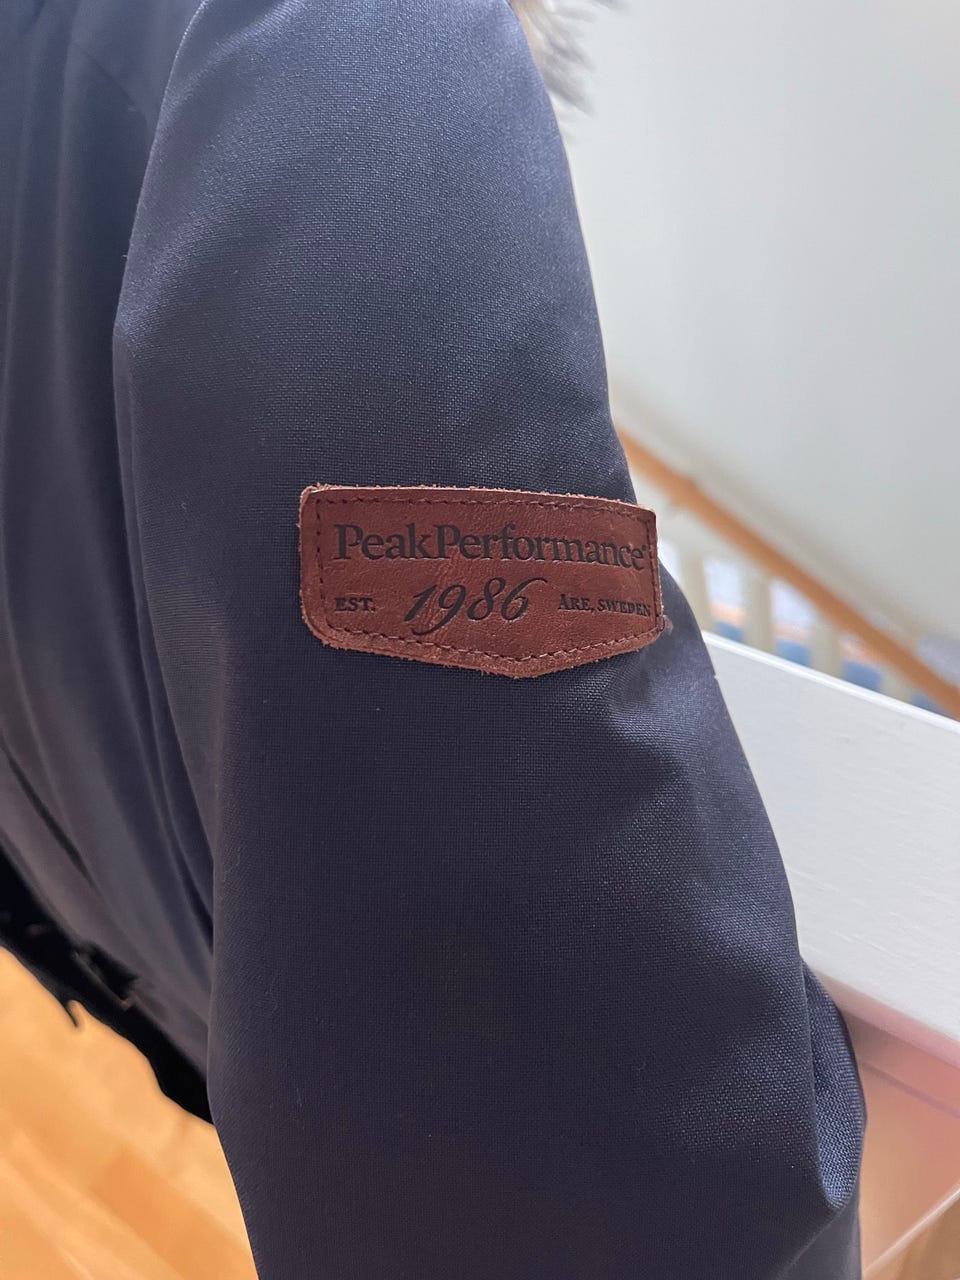 PeakPerformance®
EST. 1986 ÅRE, SWEDEN